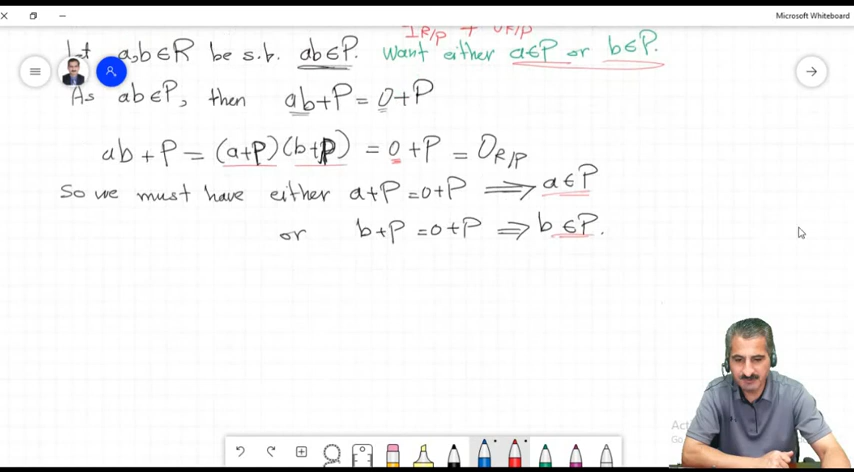 Microsoft Whiteboard
1R/P ≠ 0R/P
Let a,b∈R be s.t. ab∈P. Want either a∈P or b∈P.
As ab∈P, then ab+P=0+P
ab+P=(a+P)(b+P)=0+P=0R/P
So we must have either a+P=0+P ⟹ a∈P
or b+P=0+P ⟹ b∈P.